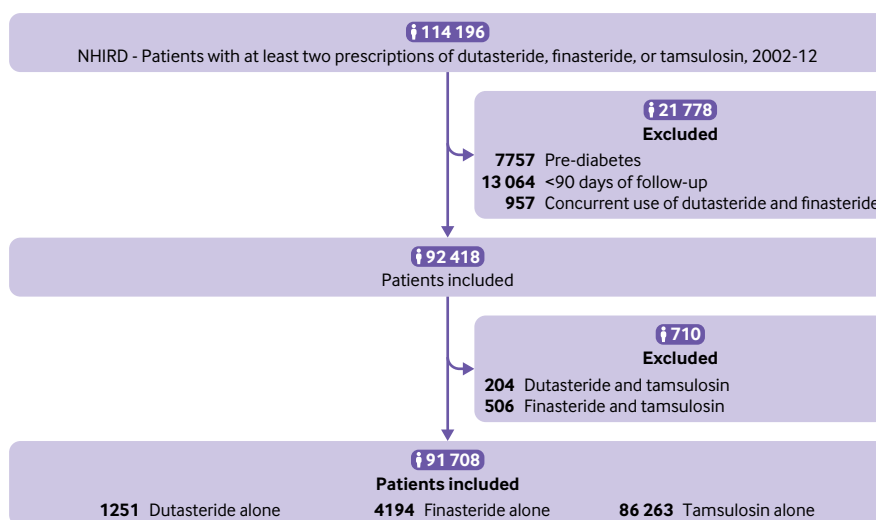 114 196
NHIRD - Patients with at least two prescriptions of dutasteride, finasteride, or tamsulosin, 2002-12
21 778
Excluded
7757 Pre-diabetes
13 064 <90 days of follow-up
957 Concurrent use of dutasteride and finasteride
92 418
Patients included
710
Excluded
204 Dutasteride and tamsulosin
506 Finasteride and tamsulosin
91 708
Patients included
1251 Dutasteride alone 4194 Finasteride alone 86 263 Tamsulosin alone